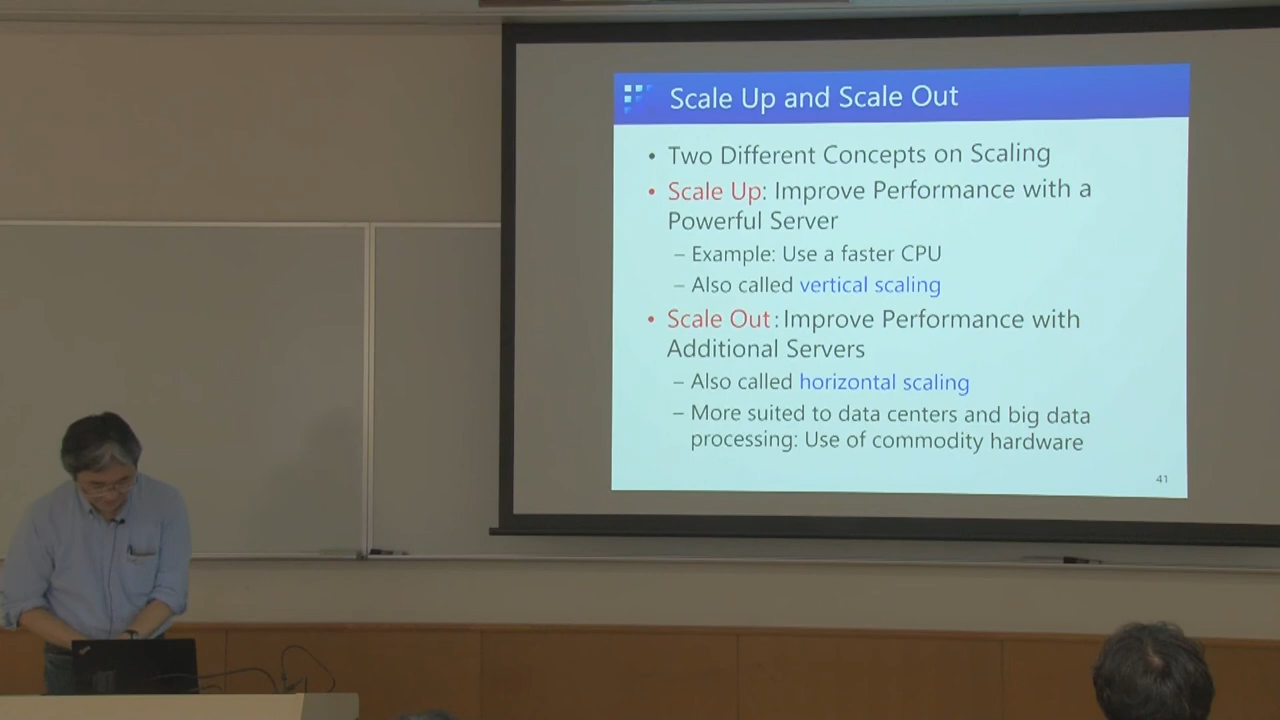 Scale Up and Scale Out
• Two Different Concepts on Scaling
• Scale Up: Improve Performance with a
Powerful Server
– Example: Use a faster CPU
– Also called vertical scaling
• Scale Out: Improve Performance with
Additional Servers
– Also called horizontal scaling
– More suited to data centers and big data
processing: Use of commodity hardware
41